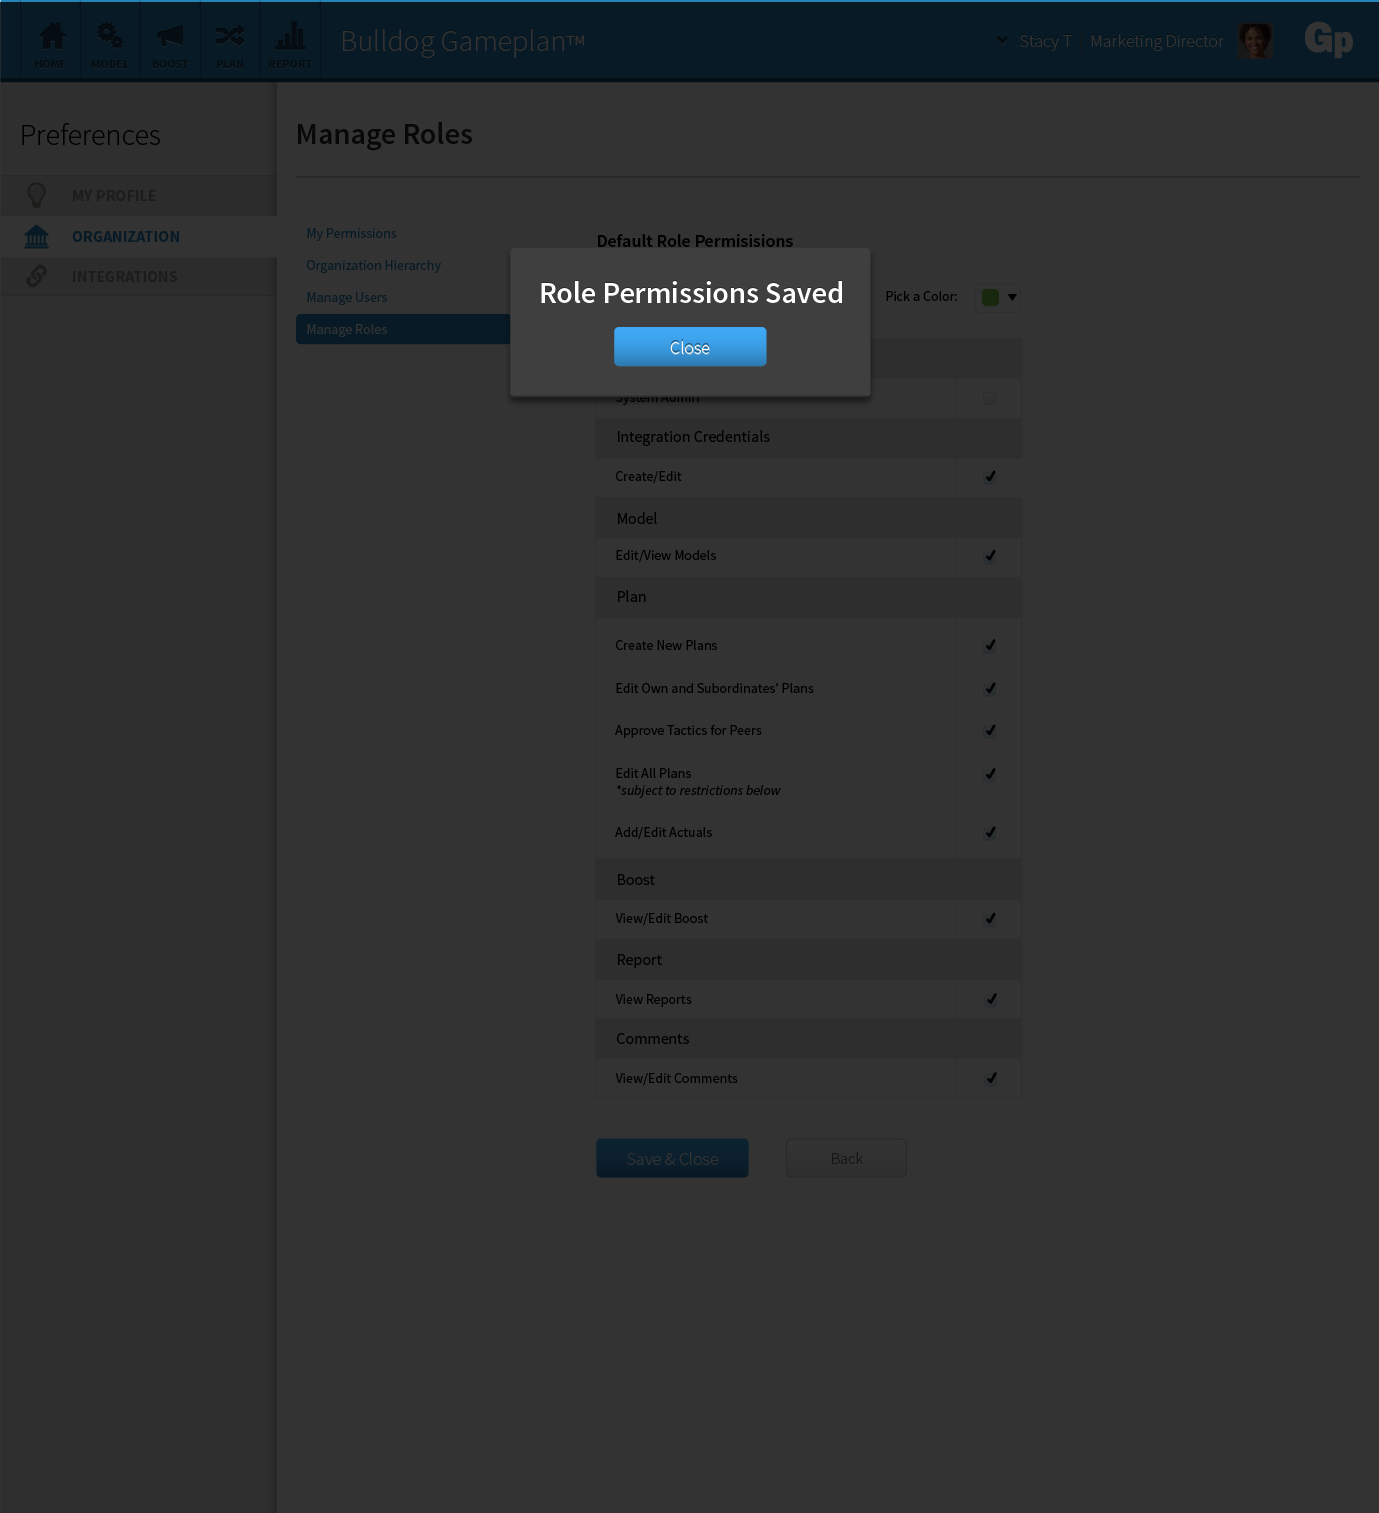 HOME
MODEL
BOOST
PLAN
REPORT
Bulldog Gameplan™
Stacy T
Marketing Director
Gp
Preferences
Manage Roles
MY PROFILE
ORGANIZATION
INTEGRATIONS
My Permissions
Organization Hierarchy
Manage Users
Manage Roles
Default Role Permisisions
Role Permissions Saved
Close
Pick a Color:
System Admin
Integration Credentials
Create/Edit
Model
Edit/View Models
Plan
Create New Plans
Edit Own and Subordinates' Plans
Approve Tactics for Peers
Edit All Plans
*subject to restrictions below
Add/Edit Actuals
Boost
View/Edit Boost
Report
View Reports
Comments
View/Edit Comments
Save & Close
Back